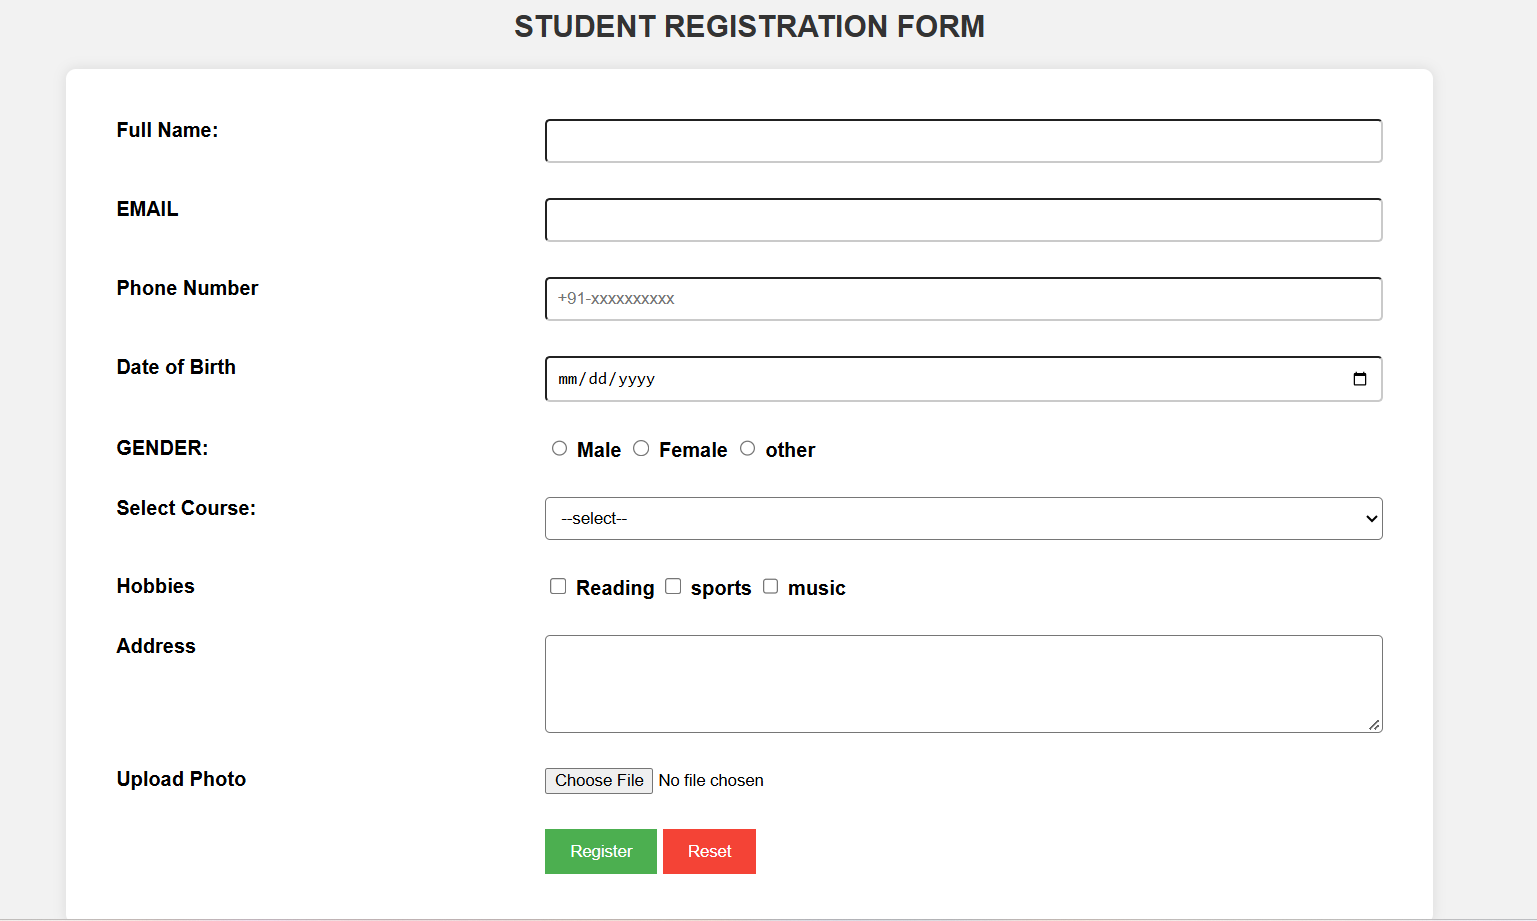 STUDENT REGISTRATION FORM
Full Name:
EMAIL
Phone Number +91-xxxxxxxxxx
Date of Birth mm/dd/yyyy
GENDER: Male Female other
Select Course: --select--
Hobbies Reading sports music
Address
Upload Photo Choose File No file chosen
Register Reset